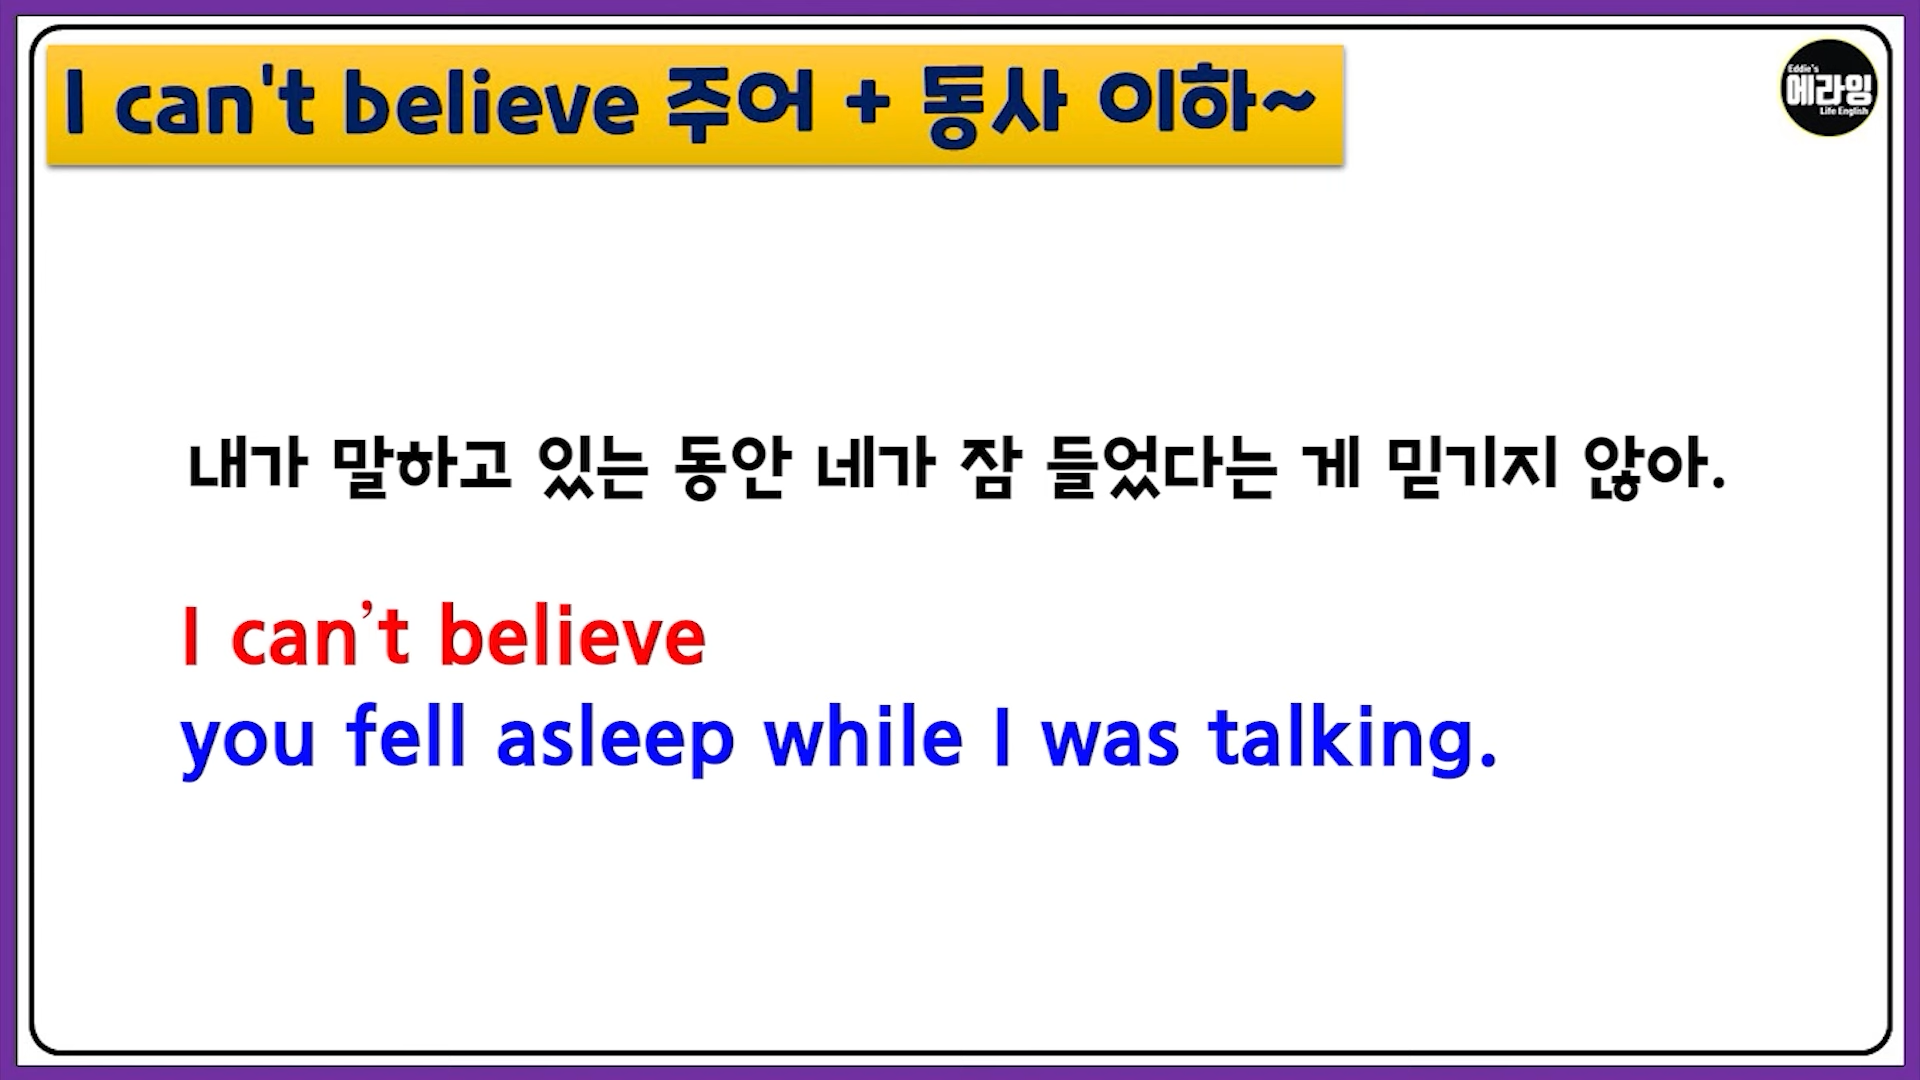 I can't believe 주어 + 동사 이하~
Eddie's
에라잉
Life English
내가 말하고 있는 동안 네가 잠 들었다는 게 믿기지 않아.
I can’t believe
you fell asleep while I was talking.